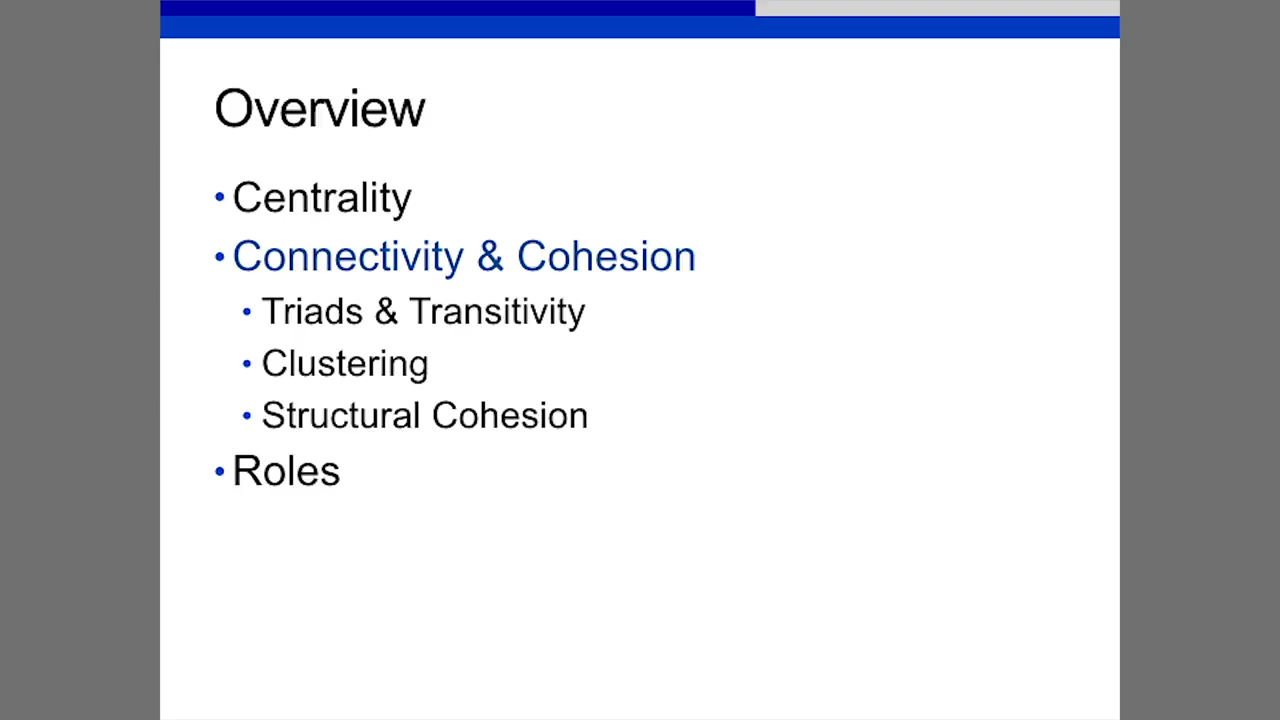 Overview
• Centrality
• Connectivity & Cohesion
• Triads & Transitivity
• Clustering
• Structural Cohesion
• Roles